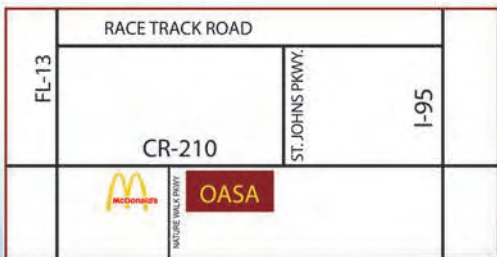 RACE TRACK ROAD
FL-13
ST. JOHNS PKWY.
I-95
CR-210
McDonald's
NATURE WALK PKWY
OASA